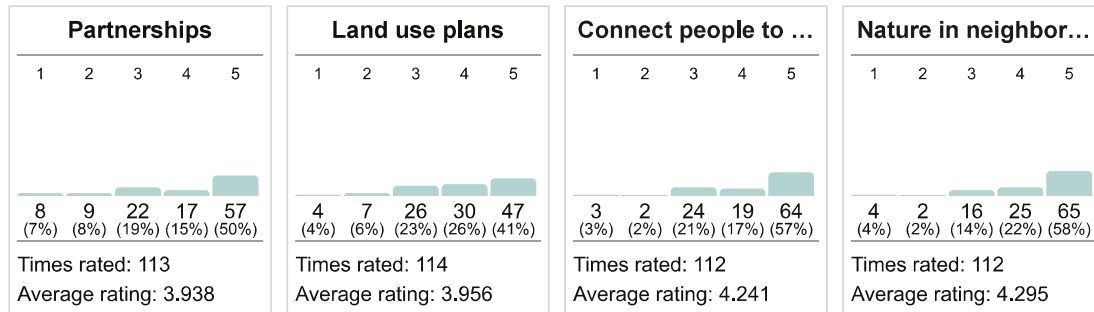 Partnerships
1 2 3 4 5
8 9 22 17 57
(7%) (8%) (19%) (15%) (50%)
Times rated: 113
Average rating: 3.938
Land use plans
1 2 3 4 5
4 7 26 30 47
(4%) (6%) (23%) (26%) (41%)
Times rated: 114
Average rating: 3.956
Connect people to ...
1 2 3 4 5
3 2 24 19 64
(3%) (2%) (21%) (17%) (57%)
Times rated: 112
Average rating: 4.241
Nature in neighbor...
1 2 3 4 5
4 2 16 25 65
(4%) (2%) (14%) (22%) (58%)
Times rated: 112
Average rating: 4.295